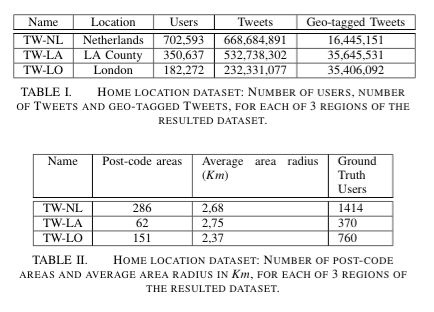 Name Location Users Tweets Geo-tagged Tweets
TW-NL Netherlands 702,593 668,684,891 16,445,151
TW-LA LA County 350,637 532,738,302 35,645,531
TW-LO London 182,272 232,331,077 35,406,092
TABLE I. HOME LOCATION DATASET: NUMBER OF USERS, NUMBER
OF TWEETS AND GEO-TAGGED TWEETS, FOR EACH OF 3 REGIONS OF THE
RESULTED DATASET.
Name Post-code areas Average area radius Ground
(Km) Truth
Users
TW-NL 286 2,68 1414
TW-LA 62 2,75 370
TW-LO 151 2,37 760
TABLE II. HOME LOCATION DATASET: NUMBER OF POST-CODE
AREAS AND AVERAGE AREA RADIUS IN Km, FOR EACH OF 3 REGIONS OF
THE RESULTED DATASET.